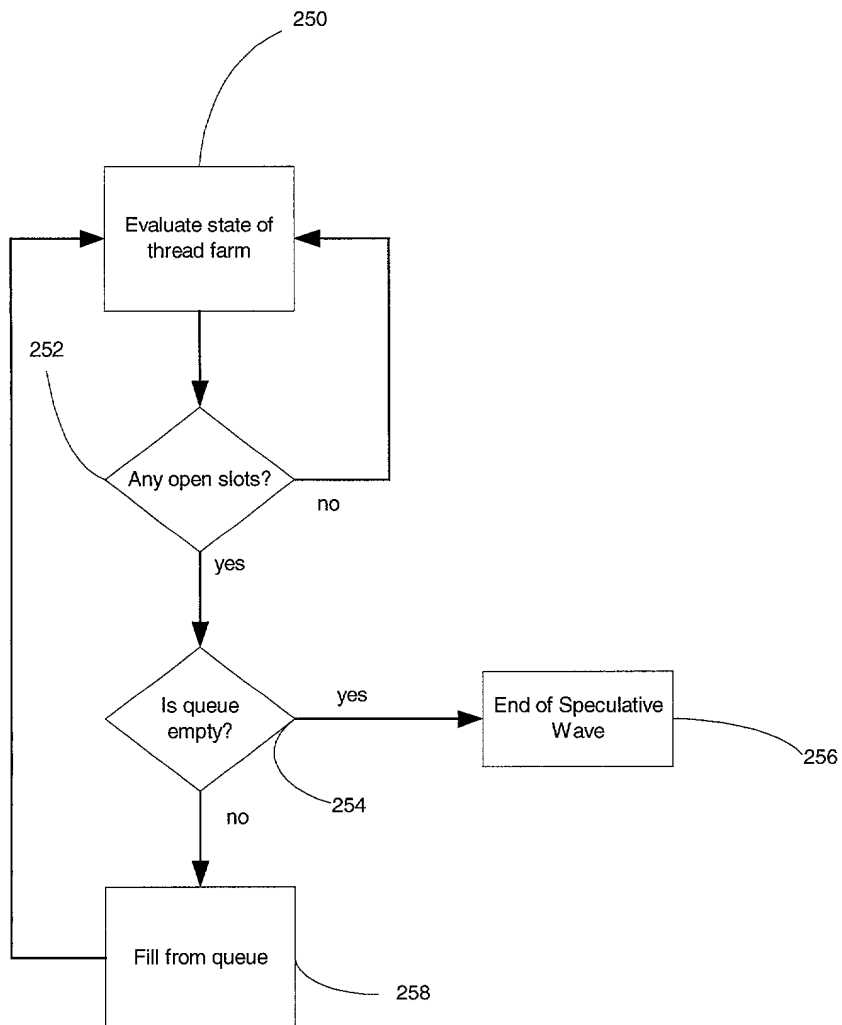 250
Evaluate state of
thread farm
252
Any open slots?
no
yes
Is queue
empty?
yes
End of Speculative
Wave
256
254
no
Fill from queue
258